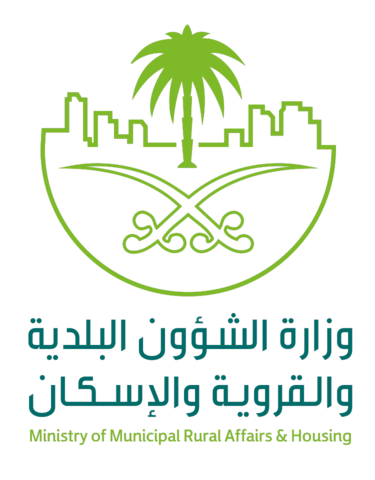 وزارة الشؤون البلدية
والقروية والإسكان
Ministry of Municipal Rural Affairs & Housing